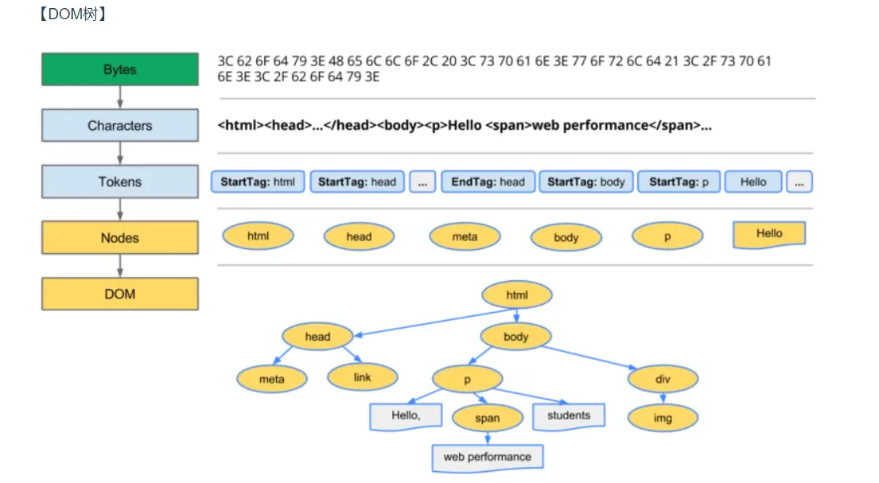 【DOM树】
Bytes
3C 62 6F 64 79 3E 48 65 6C 6C 6F 2C 20 3C 73 70 61 6E 3E 77 6F 72 6C 64 21 3C 2F 73 70 61
6E 3E 3C 2F 62 6F 64 79 3E
Characters
<html><head>...</head><body><p>Hello <span>web performance</span>...
Tokens
StartTag: html
StartTag: head
...
EndTag: head
StartTag: body
StartTag: p
Hello
...
Nodes
html
head
meta
body
p
Hello
DOM
html
head
body
meta
link
p
div
Hello,
span
students
img
web performance